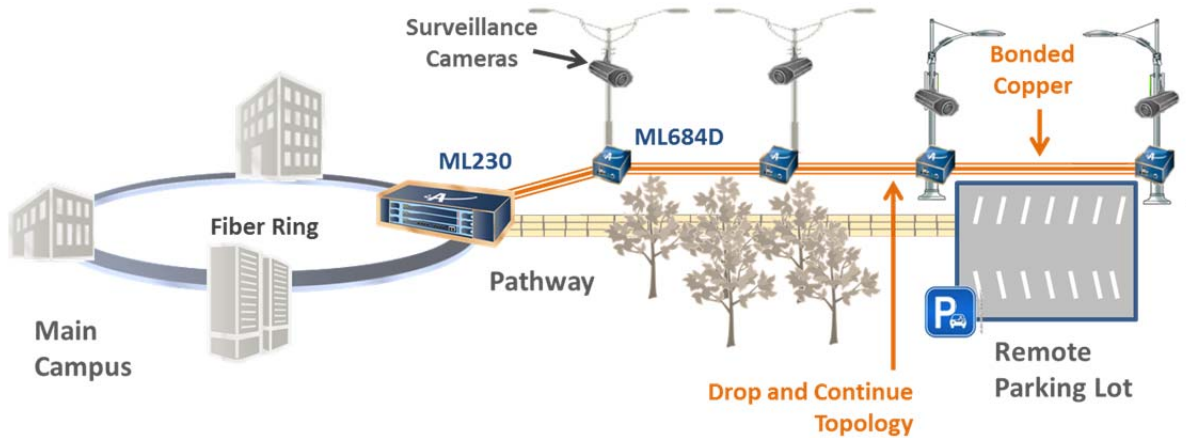 Surveillance
Cameras
Bonded
Copper
ML684D
ML230
Fiber Ring
Pathway
Main
Campus
P
Remote
Parking Lot
Drop and Continue
Topology